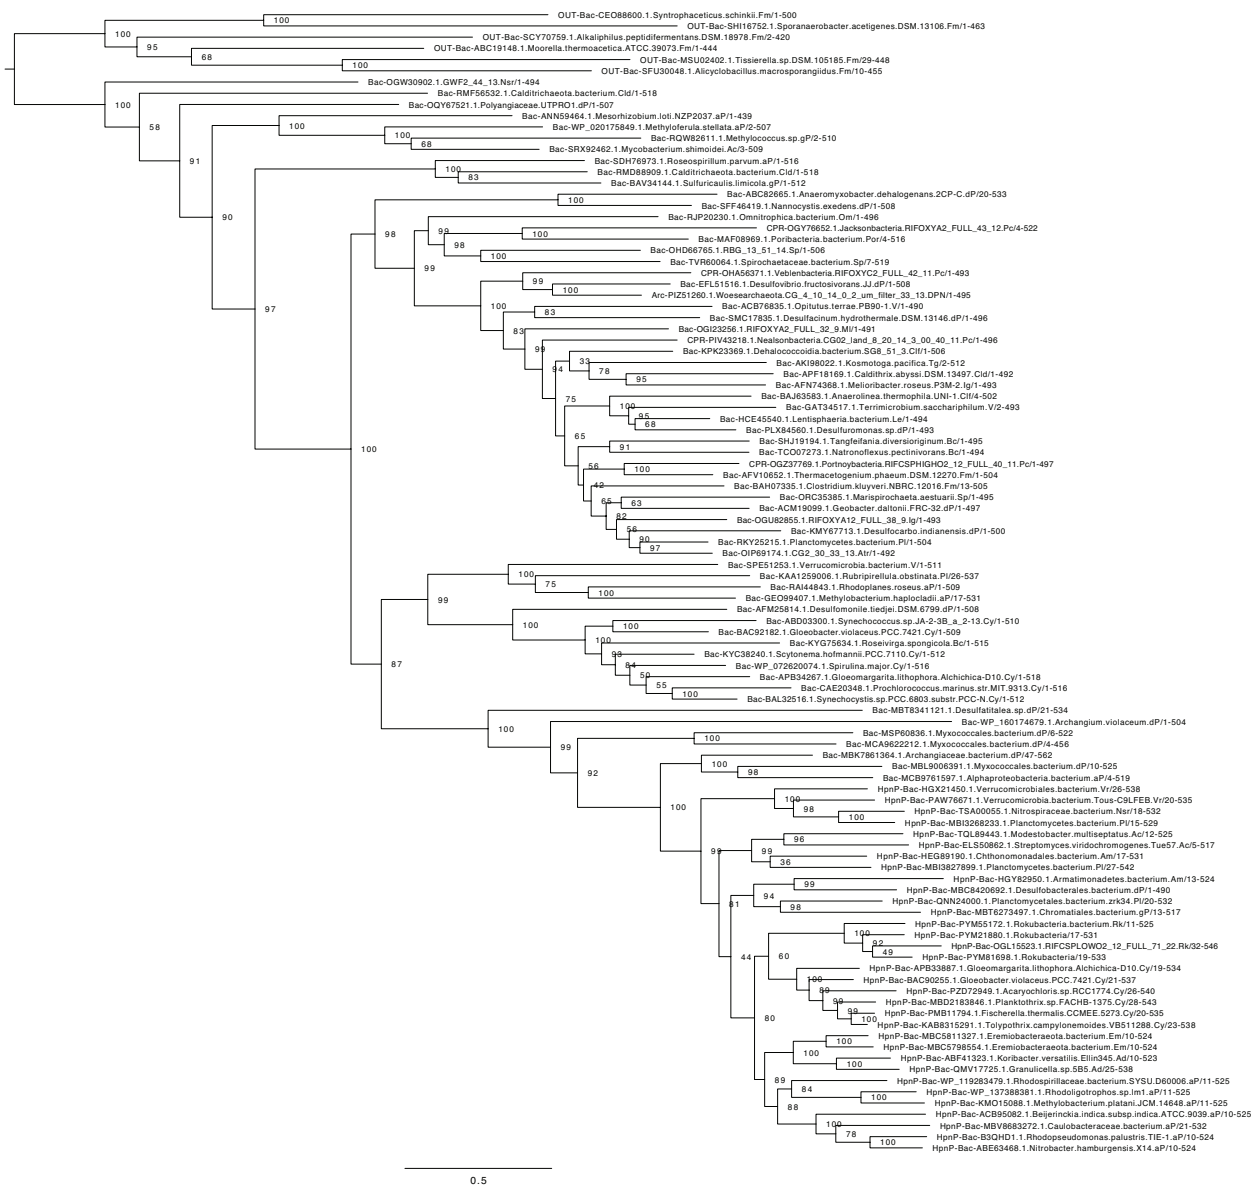 OUT-Bac-CEO88600.1.Syntrophaceticus.schinkii.Fm/1-500
100
OUT-Bac-SHI16752.1.Sporanaerobacter.acetigenes.DSM.13106.Fm/1-463
100
OUT-Bac-SCY70759.1.Alkaliphilus.peptidifermentans.DSM.18978.Fm/2-420
95
OUT-Bac-ABC19148.1.Moorella.thermoacetica.ATCC.39073.Fm/1-444
68
OUT-Bac-MSU02402.1.Tissierella.sp.DSM.105185.Fm/29-448
100
OUT-Bac-SFU30048.1.Alicyclobacillus.macrosporangiidus.Fm/10-455
Bac-OGW30902.1.GWF2_44_13.Nsr/1-494
100
Bac-RMF56532.1.Calditrichaeota.bacterium.Cld/1-518
58
Bac-OQY67521.1.Polyangiaceae.UTPRO1.dP/1-507
91
Bac-ANN59464.1.Mesorhizobium.loti.NZP2037.aP/1-439
100
Bac-WP_020175849.1.Methyloferula.stellata.aP/2-507
100
Bac-RQW82611.1.Methylococcus.sp.gP/2-510
68
Bac-SRX92462.1.Mycobacterium.shimoidei.Ac/3-509
90
Bac-SDH76973.1.Roseospirillum.parvum.aP/1-516
100
Bac-RMD88909.1.Calditrichaeota.bacterium.Cld/1-518
83
Bac-BAV34144.1.Sulfuricaulis.limicola.gP/1-512
97
Bac-ABC82665.1.Anaeromyxobacter.dehalogenans.2CP-C.dP/20-533
100
Bac-SFF46419.1.Nannocystis.exedens.dP/1-508
98
Bac-RJP20230.1.Omnitrophica.bacterium.Om/1-496
99
CPR-OGY76652.1.Jacksonbacteria.RIFOXYA2_FULL_43_12.Pc/4-522
100
Bac-MAF08969.1.Poribacteria.bacterium.Por/4-516
98
Bac-OHD66765.1.RBG_13_51_14.Sp/1-506
100
Bac-TVR60064.1.Spirochaetaceae.bacterium.Sp/7-519
99
CPR-OHA56371.1.Veblenbacteria.RIFOXYC2_FULL_42_11.Pc/1-493
99
Bac-EFL51516.1.Desulfovibrio.fructosivorans.JJ.dP/1-508
100
Arc-PIZ51260.1.Woesearchaeota.CG_4_10_14_0_2_um_filter_33_13.DPN/1-495
100
Bac-ACB76835.1.Opitutus.terrae.PB90-1.V/1-490
83
Bac-SMC17835.1.Desulfacinum.hydrothermale.DSM.13146.dP/1-496
83
Bac-OGI23256.1.RIFOXYA2_FULL_32_9.Ml/1-491
99
CPR-PIV43218.1.Nealsonbacteria.CG02_land_8_20_14_3_00_40_11.Pc/1-496
94
Bac-KPK23369.1.Dehalococcoidia.bacterium.SG8_51_3.Clf/1-506
33
Bac-AKI98022.1.Kosmotoga.pacifica.Tg/2-512
78
Bac-APF18169.1.Caldithrix.abyssi.DSM.13497.Cld/1-492
95
Bac-AFN74368.1.Melioribacter.roseus.P3M-2.Ig/1-493
75
Bac-BAJ63583.1.Anaerolinea.thermophila.UNI-1.Clf/4-502
100
Bac-GAT34517.1.Terrimicrobium.sacchariphilum.V/2-493
95
Bac-HCE45540.1.Lentisphaeria.bacterium.Le/1-494
68
Bac-PLX84560.1.Desulfuromonas.sp.dP/1-493
65
Bac-SHJ19194.1.Tangfeifania.diversioriginum.Bc/1-495
91
Bac-TCO07273.1.Natronoflexus.pectinivorans.Bc/1-494
56
CPR-OGZ37769.1.Portnoybacteria.RIFCSPHIGHO2_12_FULL_40_11.Pc/1-497
100
Bac-AFV10652.1.Thermacetogenium.phaeum.DSM.12270.Fm/1-504
42
Bac-BAH07335.1.Clostridium.kluyveri.NBRC.12016.Fm/13-505
65
Bac-ORC35385.1.Marispirochaeta.aestuarii.Sp/1-495
63
Bac-ACM19099.1.Geobacter.daltonii.FRC-32.dP/1-497
82
Bac-OGU82855.1.RIFOXYA12_FULL_38_9.Ig/1-493
56
Bac-KMY67713.1.Desulfocarbo.indianensis.dP/1-500
90
Bac-RKY25215.1.Planctomycetes.bacterium.Pl/1-504
97
Bac-OIP69174.1.CG2_30_33_13.Atr/1-492
100
Bac-SPE51253.1.Verrucomicrobia.bacterium.V/1-511
100
Bac-KAA1259006.1.Rubripirellula.obstinata.Pl/26-537
75
Bac-RAI44843.1.Rhodoplanes.roseus.aP/1-509
100
Bac-GEO99407.1.Methylobacterium.haplocladii.aP/17-531
99
Bac-AFM25814.1.Desulfomonile.tiedjei.DSM.6799.dP/1-508
100
Bac-ABD03300.1.Synechococcus.sp.JA-2-3B_a_2-13.Cy/1-510
100
Bac-BAC92182.1.Gloeobacter.violaceus.PCC.7421.Cy/1-509
100
Bac-KYG75634.1.Roseivirga.spongicola.Bc/1-515
93
Bac-KYC38240.1.Scytonema.hofmannii.PCC.7110.Cy/1-512
84
Bac-WP_072620074.1.Spirulina.major.Cy/1-516
50
Bac-APB34267.1.Gloeomargarita.lithophora.Alchichica-D10.Cy/1-518
55
Bac-CAE20348.1.Prochlorococcus.marinus.str.MIT.9313.Cy/1-516
100
Bac-BAL32516.1.Synechocystis.sp.PCC.6803.substr.PCC-N.Cy/1-512
87
Bac-MBT8341121.1.Desulfatitalea.sp.dP/21-534
100
Bac-WP_160174679.1.Archangium.violaceum.dP/1-504
99
Bac-MSP60836.1.Myxococcales.bacterium.dP/6-522
100
Bac-MCA9622212.1.Myxococcales.bacterium.dP/4-456
92
Bac-MBK7861364.1.Archangiaceae.bacterium.dP/47-562
100
Bac-MBL9006391.1.Myxococcales.bacterium.dP/10-525
98
Bac-MCB9761597.1.Alphaproteobacteria.bacterium.aP/4-519
100
HpnP-Bac-HGX21450.1.Verrucomicrobiales.bacterium.Vr/26-538
100
HpnP-Bac-PAW76671.1.Verrucomicrobia.bacterium.Tous-C9LFEB.Vr/20-535
98
HpnP-Bac-TSA00055.1.Nitrospiraceae.bacterium.Nsr/18-532
100
HpnP-Bac-MBI3268233.1.Planctomycetes.bacterium.Pl/15-529
99
HpnP-Bac-TQL89443.1.Modestobacter.multiseptatus.Ac/12-525
96
HpnP-Bac-ELS50862.1.Streptomyces.viridochromogenes.Tue57.Ac/5-517
99
HpnP-Bac-HEG89190.1.Chthonomonadales.bacterium.Am/17-531
36
HpnP-Bac-MBI3827899.1.Planctomycetes.bacterium.Pl/27-542
81
HpnP-Bac-HGY82950.1.Armatimonadetes.bacterium.Am/13-524
99
HpnP-Bac-MBC8420692.1.Desulfobacterales.bacterium.dP/1-490
94
HpnP-Bac-QNN24000.1.Planctomycetales.bacterium.zrk34.Pl/20-532
98
HpnP-Bac-MBT6273497.1.Chromatiales.bacterium.gP/13-517
44
HpnP-Bac-PYM55172.1.Rokubacteria.bacterium.Rk/11-525
100
HpnP-Bac-PYM21880.1.Rokubacteria/17-531
92
HpnP-Bac-OGL15523.1.RIFCSPLOWO2_12_FULL_71_22.Rk/32-546
49
HpnP-Bac-PYM81698.1.Rokubacteria/19-533
60
HpnP-Bac-APB33887.1.Gloeomargarita.lithophora.Alchichica-D10.Cy/19-534
100
HpnP-Bac-BAC90255.1.Gloeobacter.violaceus.PCC.7421.Cy/21-537
89
HpnP-Bac-PZD72949.1.Acaryochloris.sp.RCC1774.Cy/26-540
99
HpnP-Bac-MBD2183846.1.Planktothrix.sp.FACHB-1375.Cy/28-543
99
HpnP-Bac-PMB11794.1.Fischerella.thermalis.CCMEE.5273.Cy/20-535
100
HpnP-Bac-KAB8315291.1.Tolypothrix.campylonemoides.VB511288.Cy/23-538
80
HpnP-Bac-MBC5811327.1.Eremiobacteraeota.bacterium.Em/10-524
100
HpnP-Bac-MBC5798554.1.Eremiobacteraeota.bacterium.Em/10-524
100
HpnP-Bac-ABF41323.1.Koribacter.versatilis.Ellin345.Ad/10-523
100
HpnP-Bac-QMV17725.1.Granulicella.sp.5B5.Ad/25-538
89
HpnP-Bac-WP_119283479.1.Rhodospirillaceae.bacterium.SYSU.D60006.aP/11-525
84
HpnP-Bac-WP_137388381.1.Rhodoligotrophos.sp.lm1.aP/11-525
100
HpnP-Bac-KMO15088.1.Methylobacterium.platani.JCM.14648.aP/11-525
88
HpnP-Bac-ACB95082.1.Beijerinckia.indica.subsp.indica.ATCC.9039.aP/10-525
100
HpnP-Bac-MBV8683272.1.Caulobacteraceae.bacterium.aP/21-532
78
HpnP-Bac-B3QHD1.1.Rhodopseudomonas.palustris.TIE-1.aP/10-524
100
HpnP-Bac-ABE63468.1.Nitrobacter.hamburgensis.X14.aP/10-524
0.5